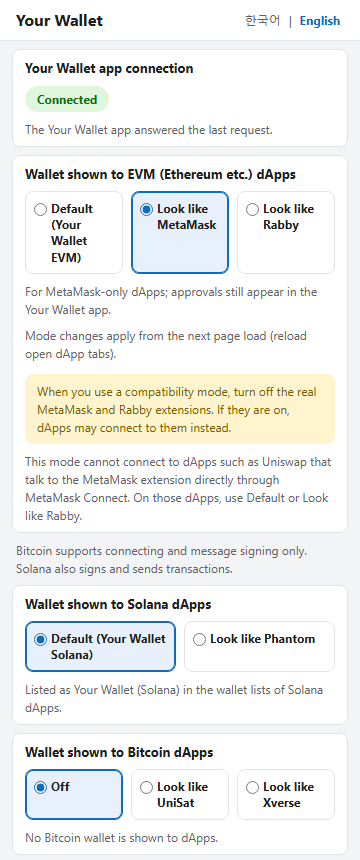 Your Wallet
한국어 | English
Your Wallet app connection
Connected
The Your Wallet app answered the last request.
Wallet shown to EVM (Ethereum etc.) dApps
Default
(Your
Wallet
EVM)
Look like
MetaMask
Look like
Rabby
For MetaMask-only dApps; approvals still appear in the
Your Wallet app.
Mode changes apply from the next page load (reload
open dApp tabs).
When you use a compatibility mode, turn off the real
MetaMask and Rabby extensions. If they are on,
dApps may connect to them instead.
This mode cannot connect to dApps such as Uniswap that
talk to the MetaMask extension directly through
MetaMask Connect. On those dApps, use Default or Look
like Rabby.
Bitcoin supports connecting and message signing only.
Solana also signs and sends transactions.
Wallet shown to Solana dApps
Default (Your Wallet
Solana)
Look like Phantom
Listed as Your Wallet (Solana) in the wallet lists of Solana
dApps.
Wallet shown to Bitcoin dApps
Off
Look like
UniSat
Look like
Xverse
No Bitcoin wallet is shown to dApps.